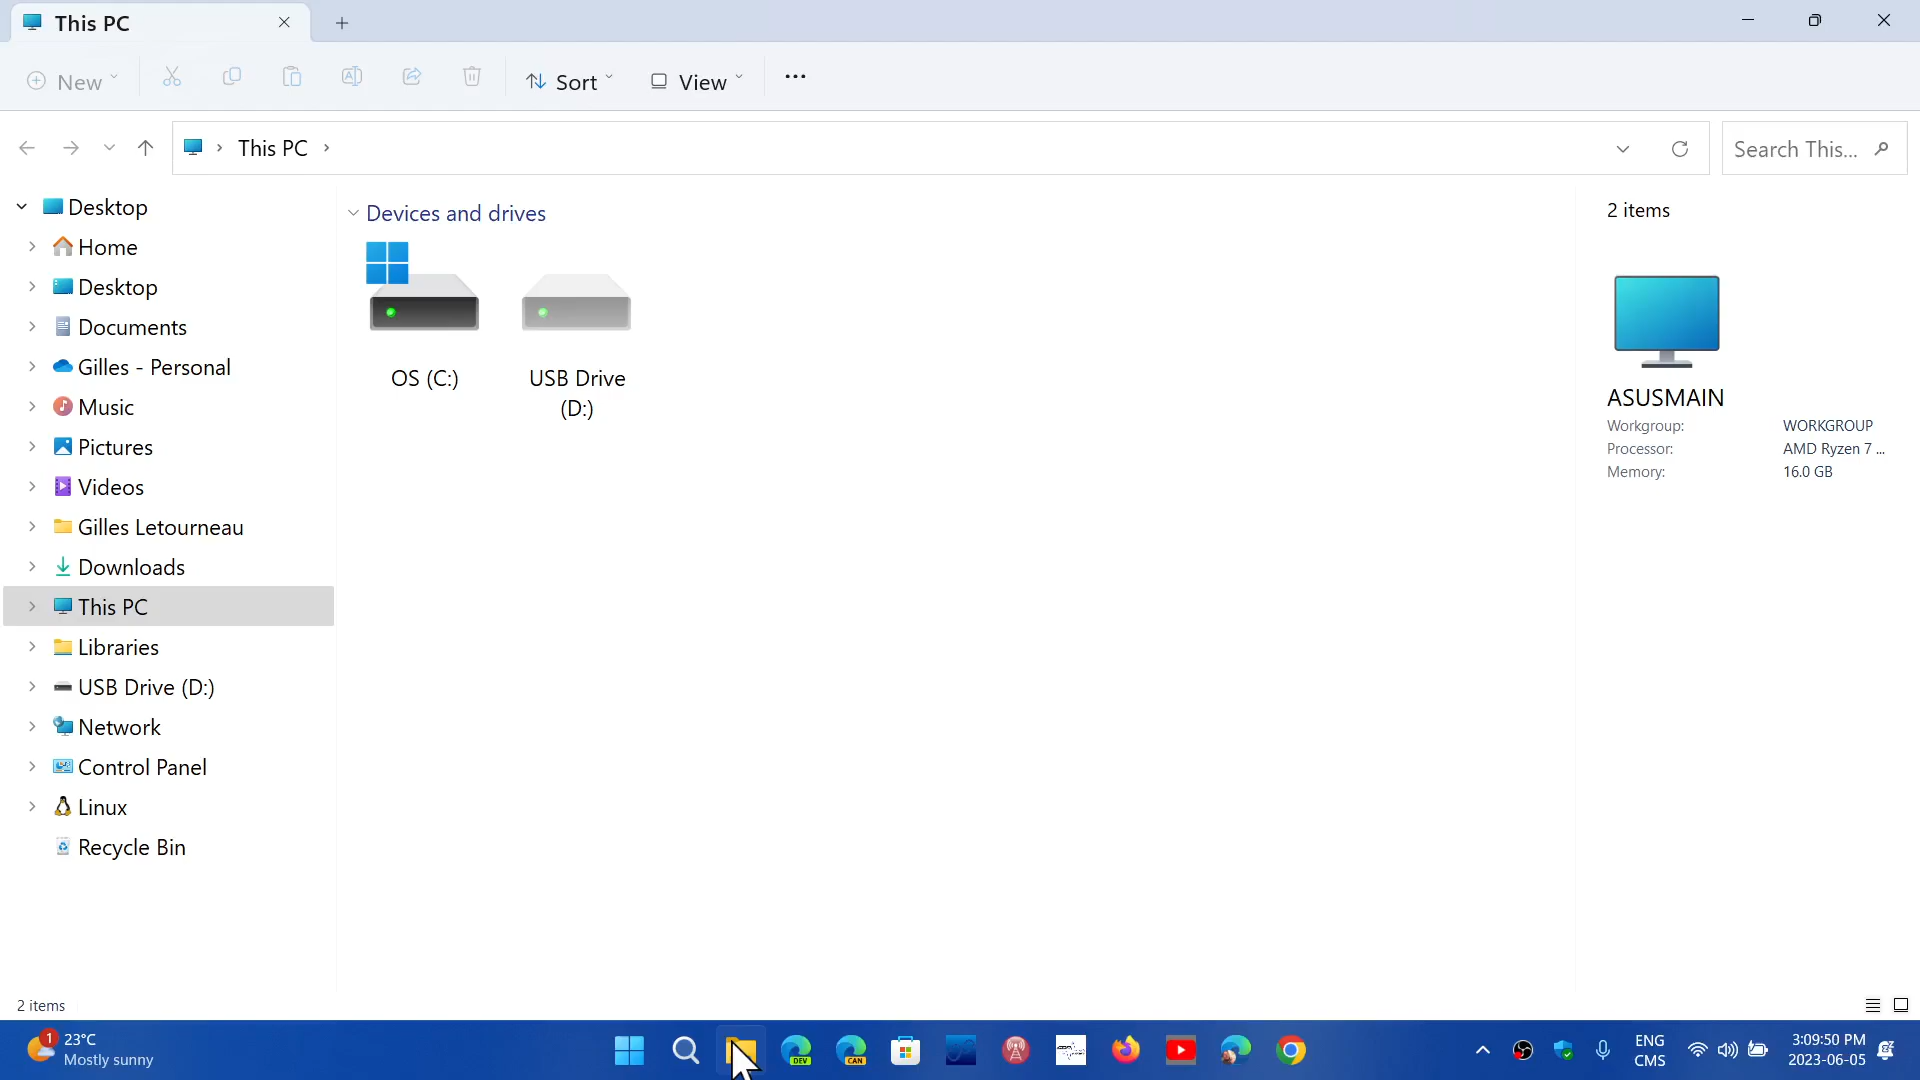 This PC
New
Sort
View
This PC
Search This...
Desktop
Home
Desktop
Documents
Gilles - Personal
Music
Pictures
Videos
Gilles Letourneau
Downloads
This PC
Libraries
USB Drive (D:)
Network
Control Panel
Linux
Recycle Bin
Devices and drives
OS (C:)
USB Drive
(D:)
2 items
ASUSMAIN
Workgroup: WORKGROUP
Processor: AMD Ryzen 7 ...
Memory: 16.0 GB
2 items
1
23°C
Mostly sunny
DEV
CAN
ENG
CMS
3:09:50 PM
2023-06-05